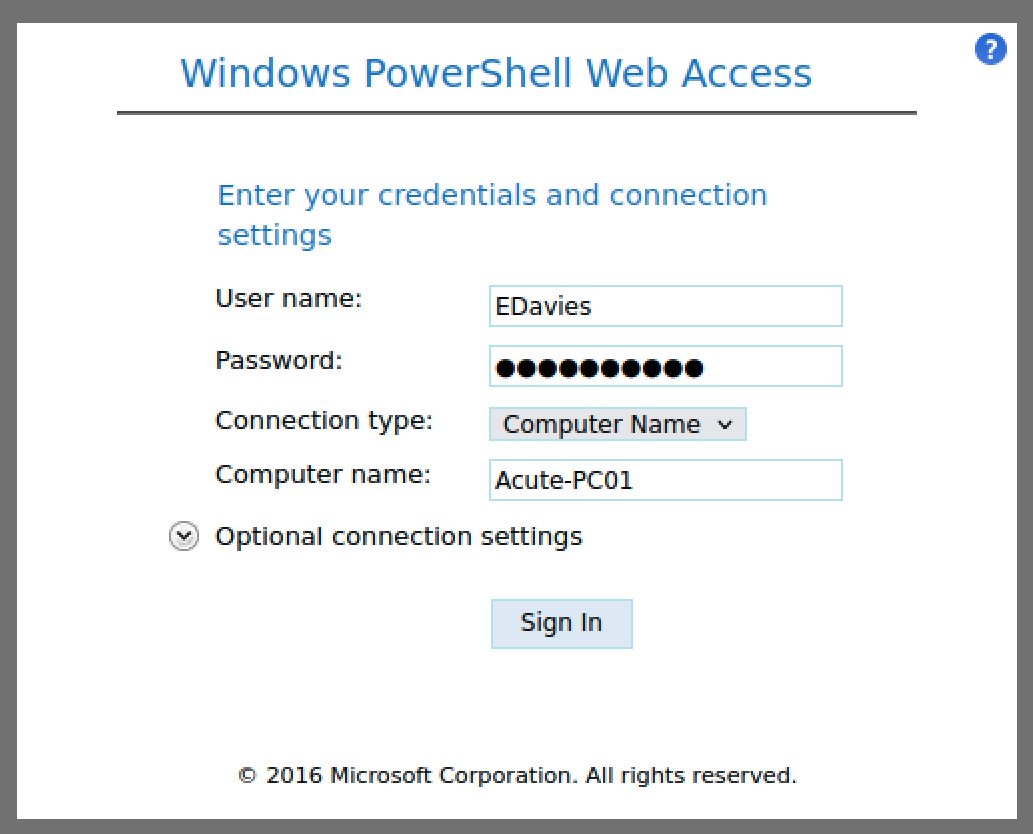 ?
Windows PowerShell Web Access
Enter your credentials and connection
settings
User name: EDavies
Password: ●●●●●●●●●●
Connection type: Computer Name
Computer name: Acute-PC01
Optional connection settings
Sign In
© 2016 Microsoft Corporation. All rights reserved.